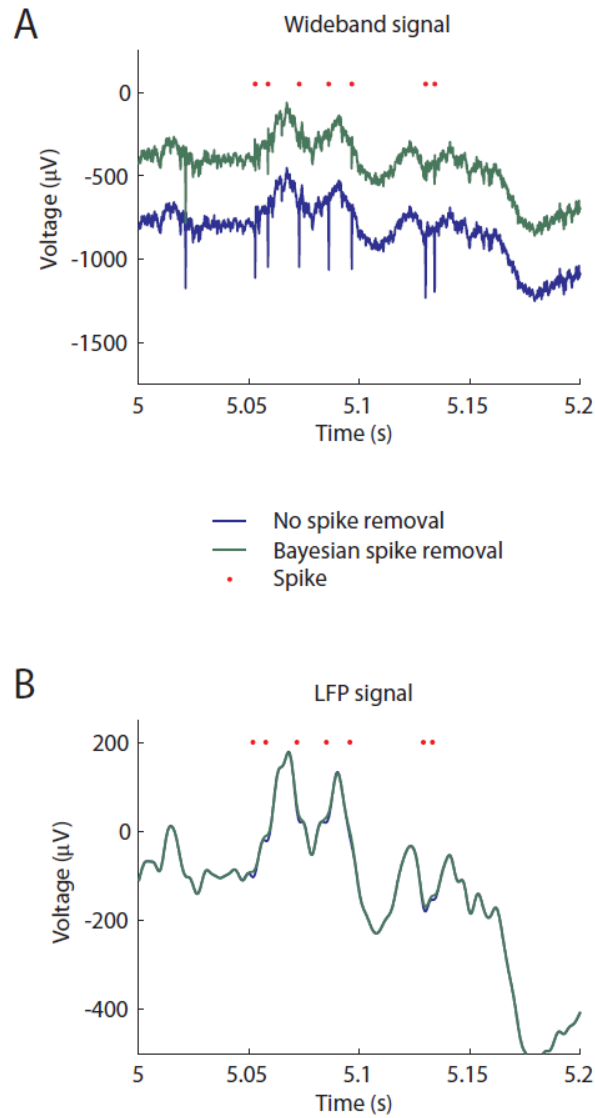 A
Wideband signal
0
-500
-1000
-1500
Voltage (µV)
5
5.05
5.1
5.15
5.2
Time (s)
No spike removal
Bayesian spike removal
Spike
B
LFP signal
200
0
-200
-400
Voltage (µV)
5
5.05
5.1
5.15
5.2
Time (s)